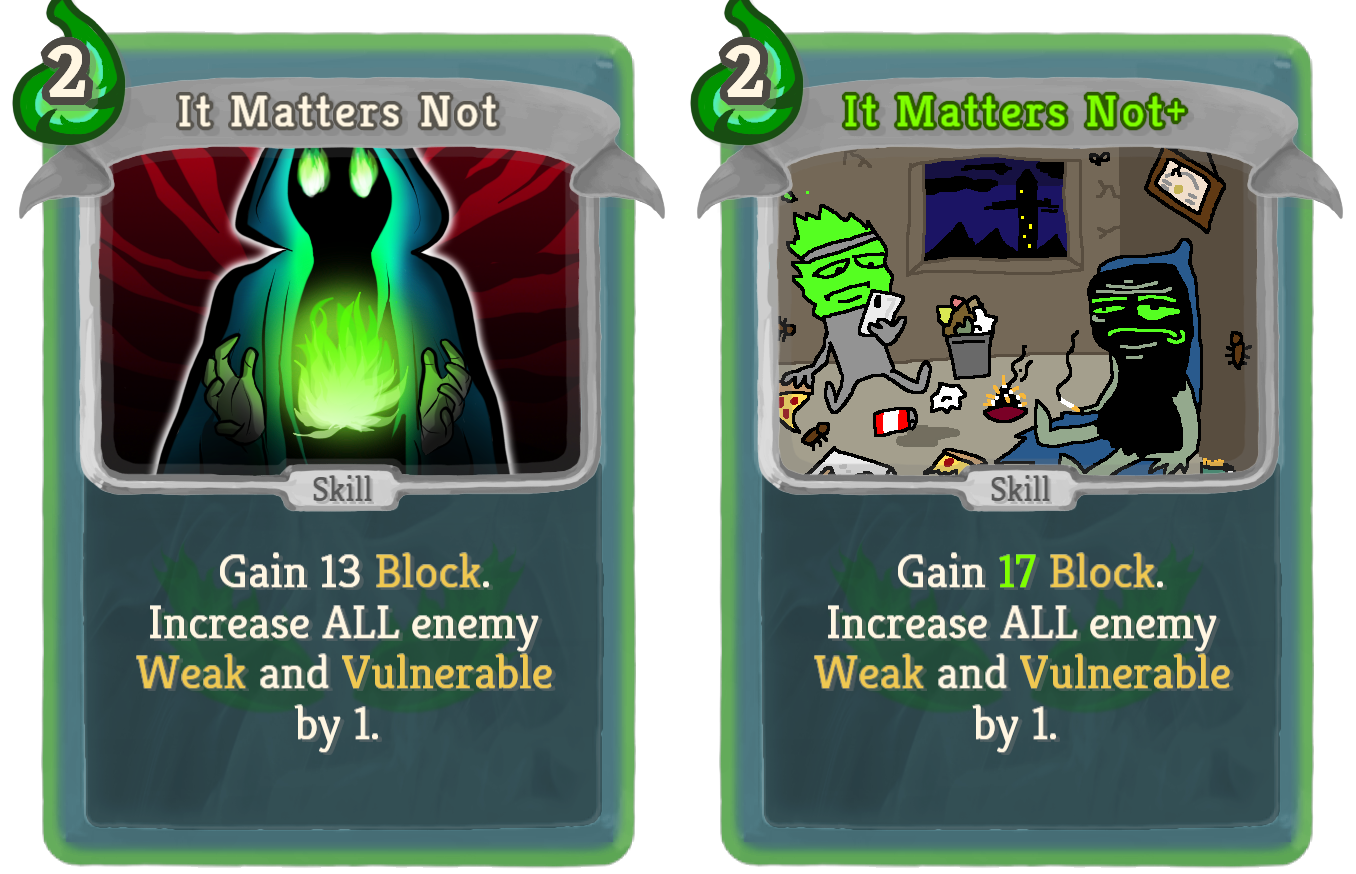 2
It Matters Not
Skill
Gain 13 Block.
Increase ALL enemy
Weak and Vulnerable
by 1.
2
It Matters Not+
Skill
Gain 17 Block.
Increase ALL enemy
Weak and Vulnerable
by 1.